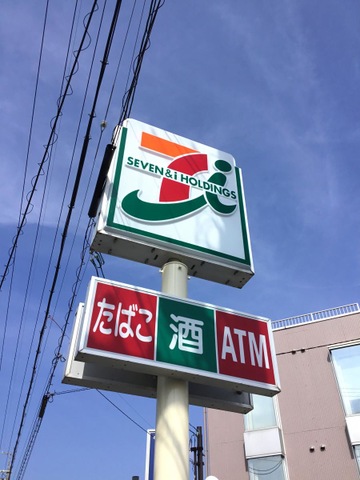 SEVEN & i HOLDINGS
たばこ 酒 ATM